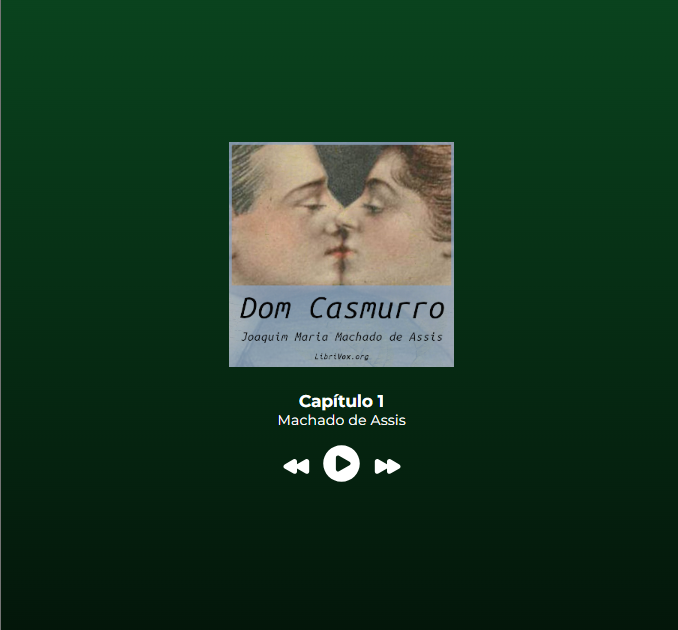 Dom Casmurro
Joaquim Maria Machado de Assis
LibriVox.org
Capítulo 1
Machado de Assis